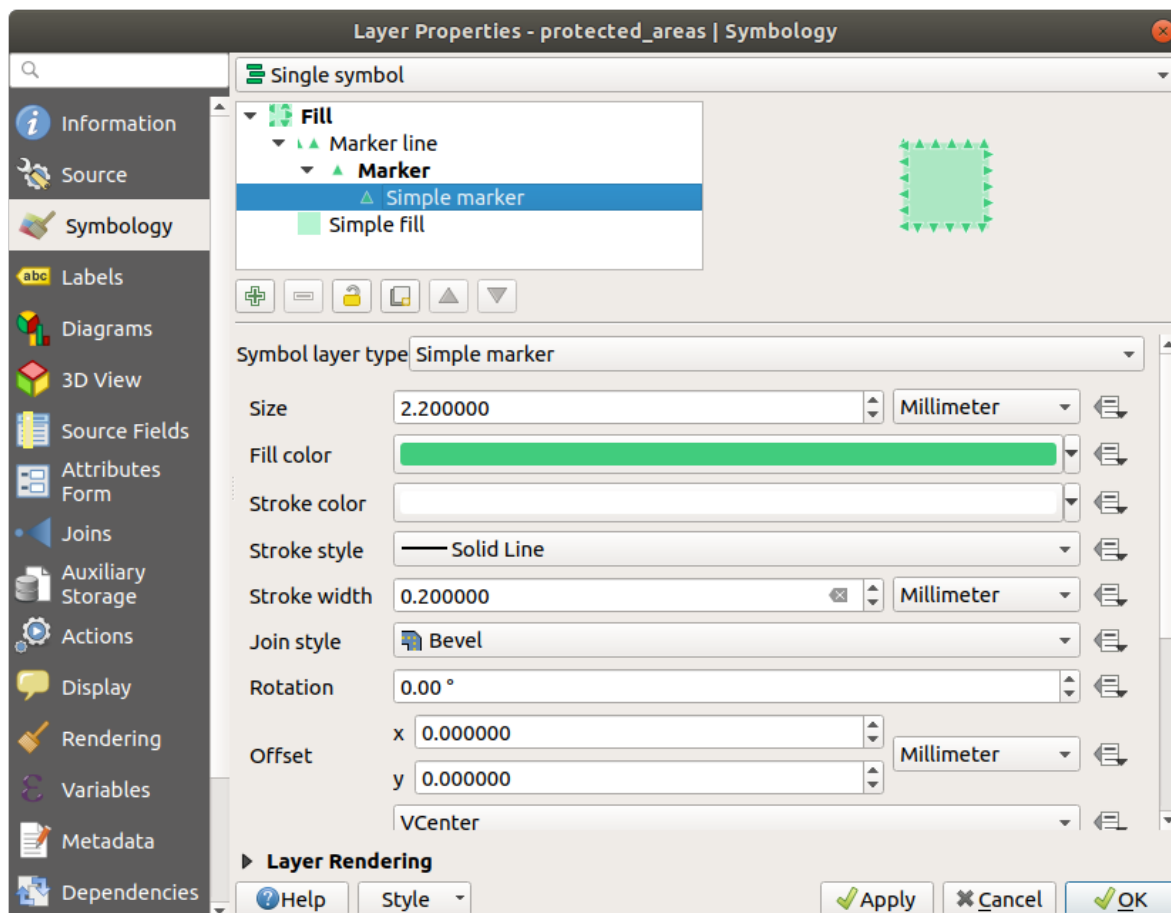 Layer Properties - protected_areas | Symbology
Single symbol
Information
Source
Symbology
abc Labels
Diagrams
3D View
Source Fields
Attributes
Form
Joins
Auxiliary
Storage
Actions
Display
Rendering
Variables
Metadata
Dependencies
Fill
Marker line
Marker
Simple marker
Simple fill
Symbol layer type Simple marker
Size 2.200000 Millimeter
Fill color
Stroke color
Stroke style Solid Line
Stroke width 0.200000 Millimeter
Join style Bevel
Rotation 0.00 °
Offset x 0.000000 Millimeter
y 0.000000
VCenter
Layer Rendering
Help Style Apply Cancel OK